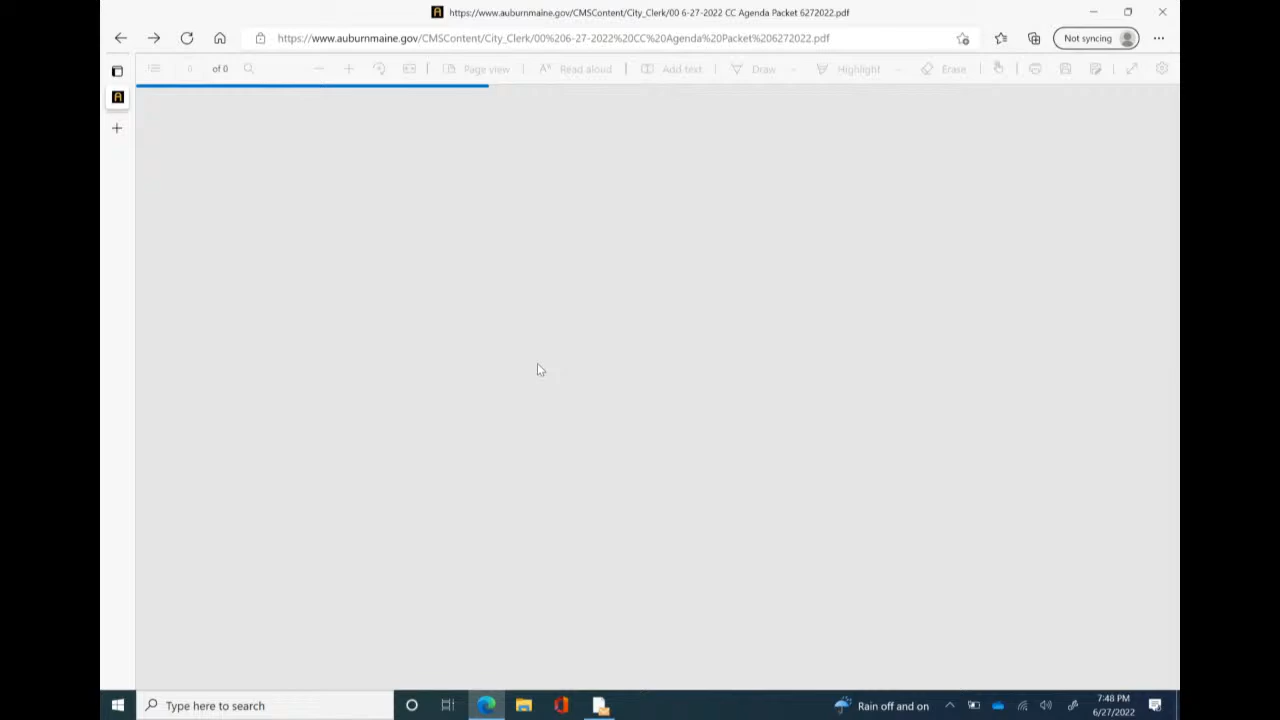 https://www.auburnmaine.gov/CMSContent/City_Clerk/00 6-27-2022 CC Agenda Packet 6272022.pdf
https://www.auburnmaine.gov/CMSContent/City_Clerk/00%206-27-2022%20CC%20Agenda%20Packet%206272022.pdf
Not syncing
0 of 0
Page view
Read aloud
Add text
Draw
Highlight
Erase
Type here to search
Rain off and on
7:48 PM
6/27/2022